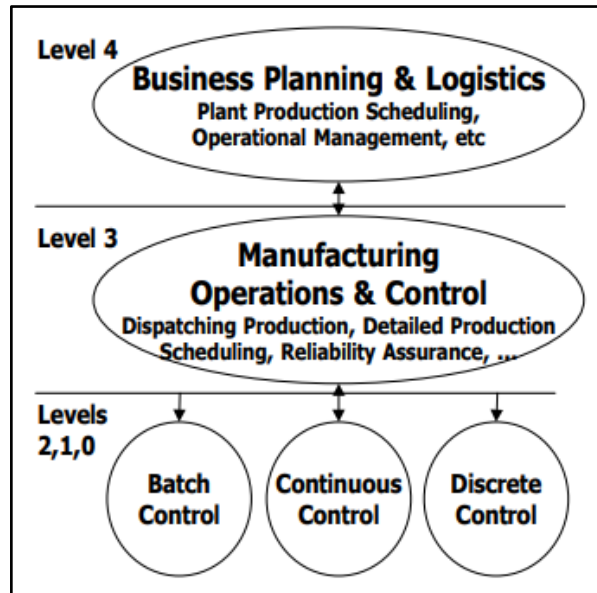 Level 4
Business Planning & Logistics
Plant Production Scheduling,
Operational Management, etc
Level 3
Manufacturing
Operations & Control
Dispatching Production, Detailed Production
Scheduling, Reliability Assurance, ...
Levels
2,1,0
Batch
Control
Continuous
Control
Discrete
Control